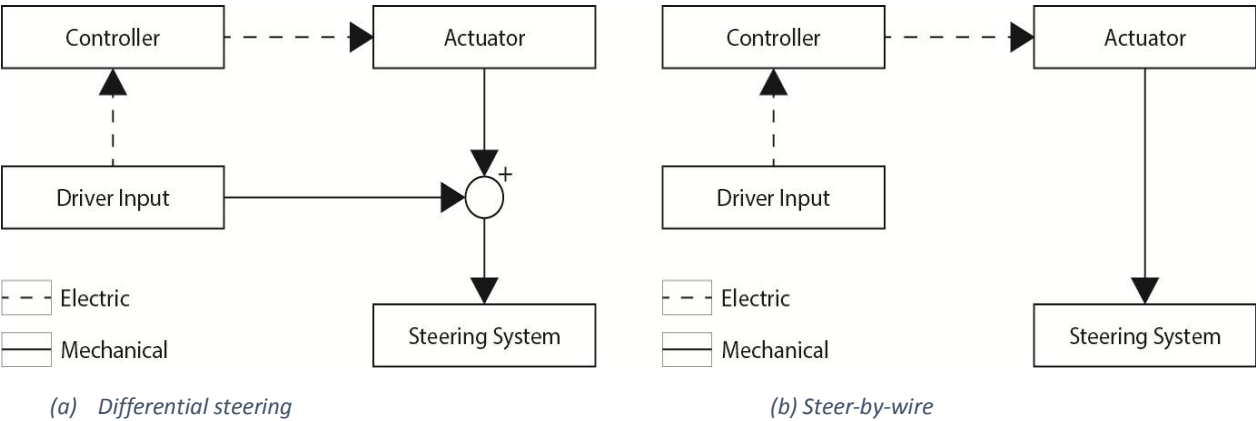 Controller
Actuator
Driver Input
+
Steering System
Electric
Mechanical
(a) Differential steering
Controller
Actuator
Driver Input
Steering System
Electric
Mechanical
(b) Steer-by-wire